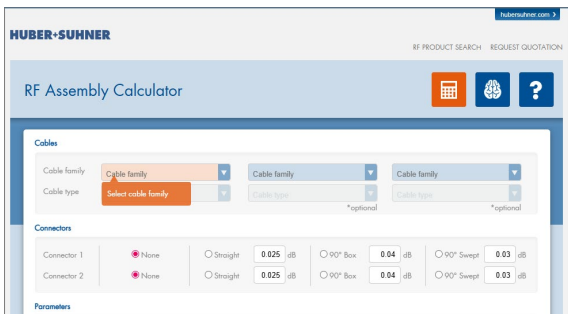 hubersuhner.com >
HUBER+SUHNER
RF PRODUCT SEARCH REQUEST QUOTATION
RF Assembly Calculator
?
Cables
Cable family Cable family Cable family Cable family
Cable type Select cable family Cable type Cable type
*optional *optional
Connectors
Connector 1 None Straight 0.025 dB 90° Box 0.04 dB 90° Swept 0.03 dB
Connector 2 None Straight 0.025 dB 90° Box 0.04 dB 90° Swept 0.03 dB
Parameters